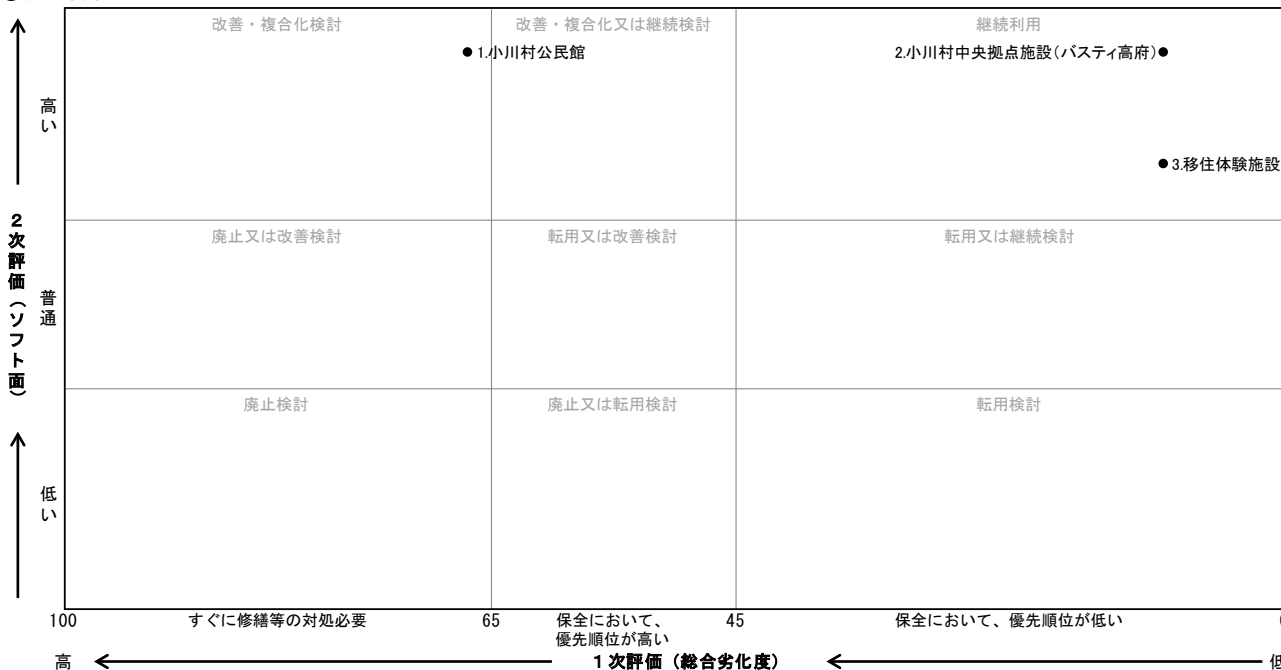 改善・複合化検討
改善・複合化又は継続検討
継続利用
● 1.小川村公民館
2.小川村中央拠点施設(バスティ高府)●
● 3.移住体験施設
高い
2次評価(ソフト面)
廃止又は改善検討
転用又は改善検討
転用又は継続検討
普通
廃止検討
廃止又は転用検討
転用検討
低い
100
すぐに修繕等の対処必要
65
保全において、
優先順位が高い
45
保全において、優先順位が低い
高
1次評価(総合劣化度)
低